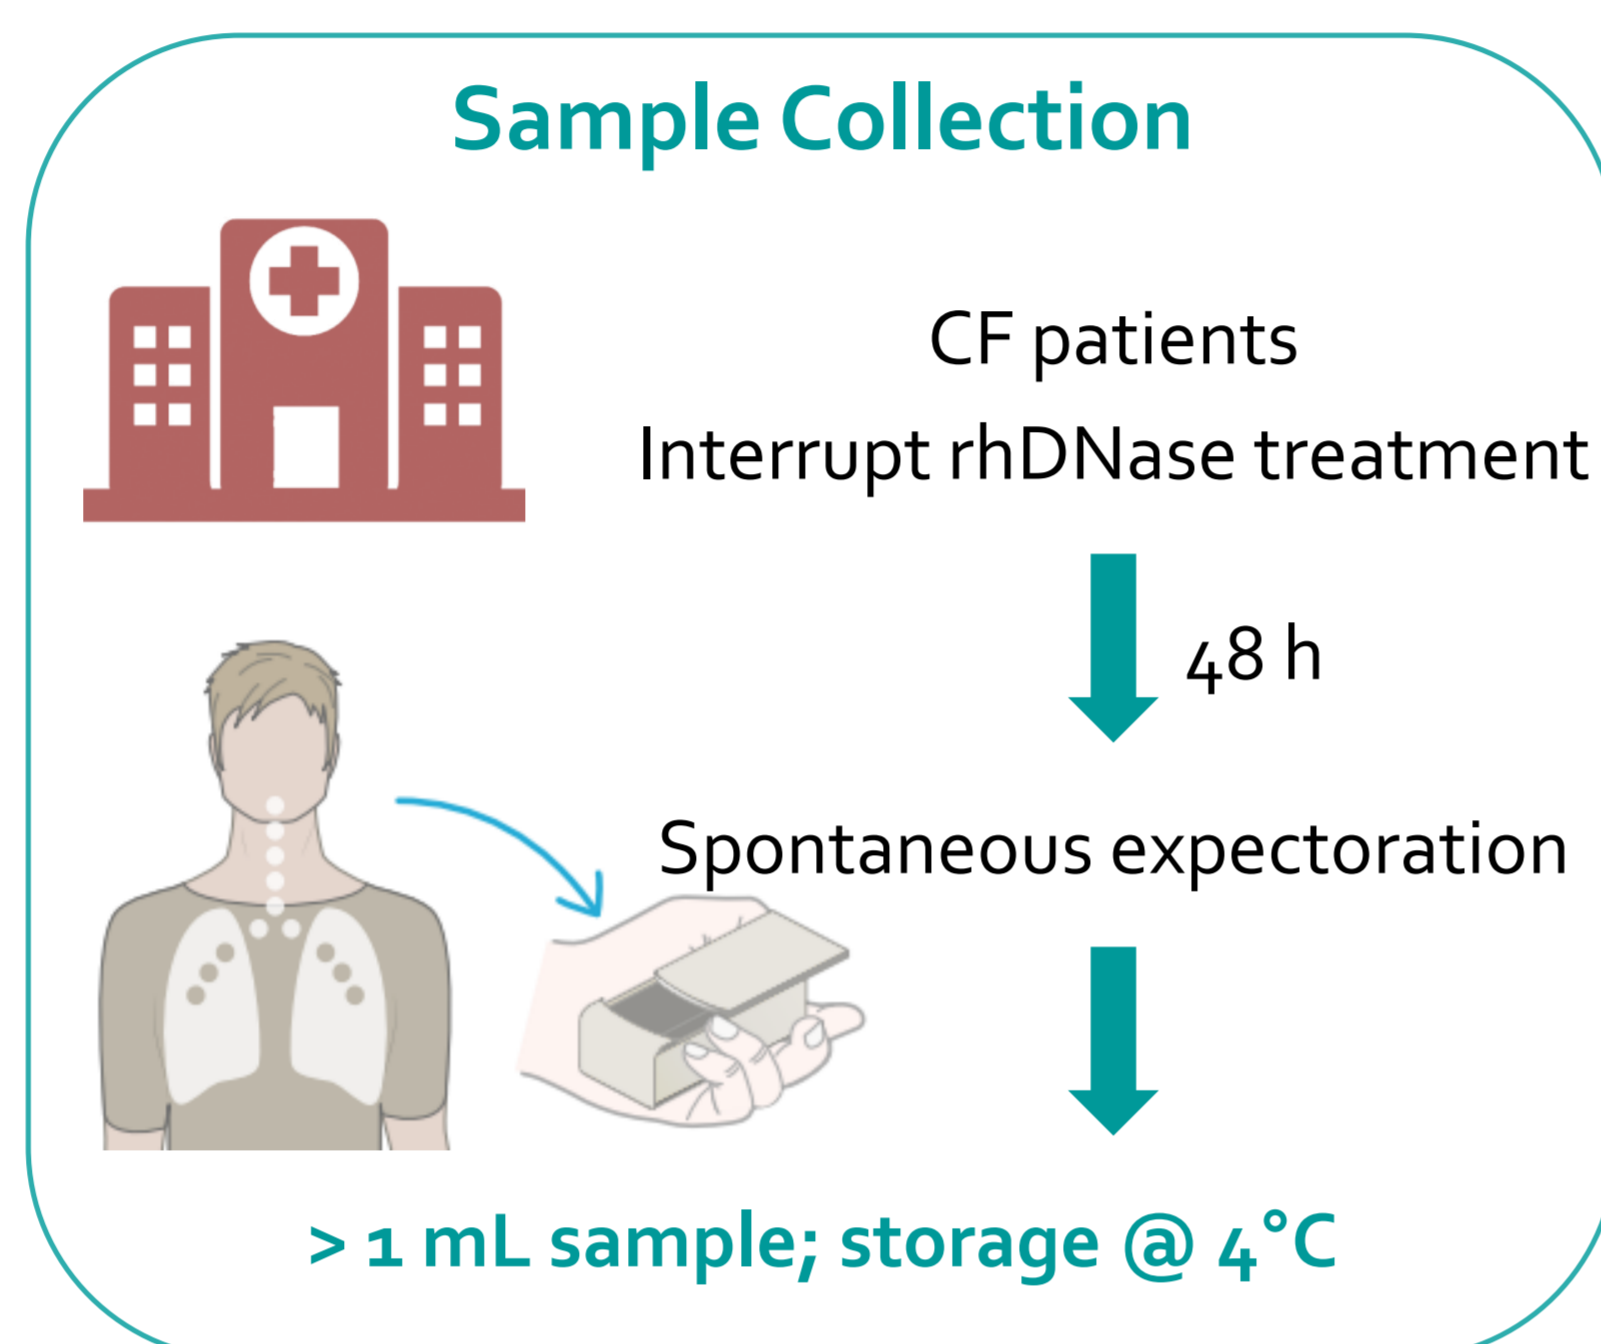 Sample Collection
CF patients
Interrupt rhDNase treatment
48 h
Spontaneous expectoration
> 1 mL sample; storage @ 4°C